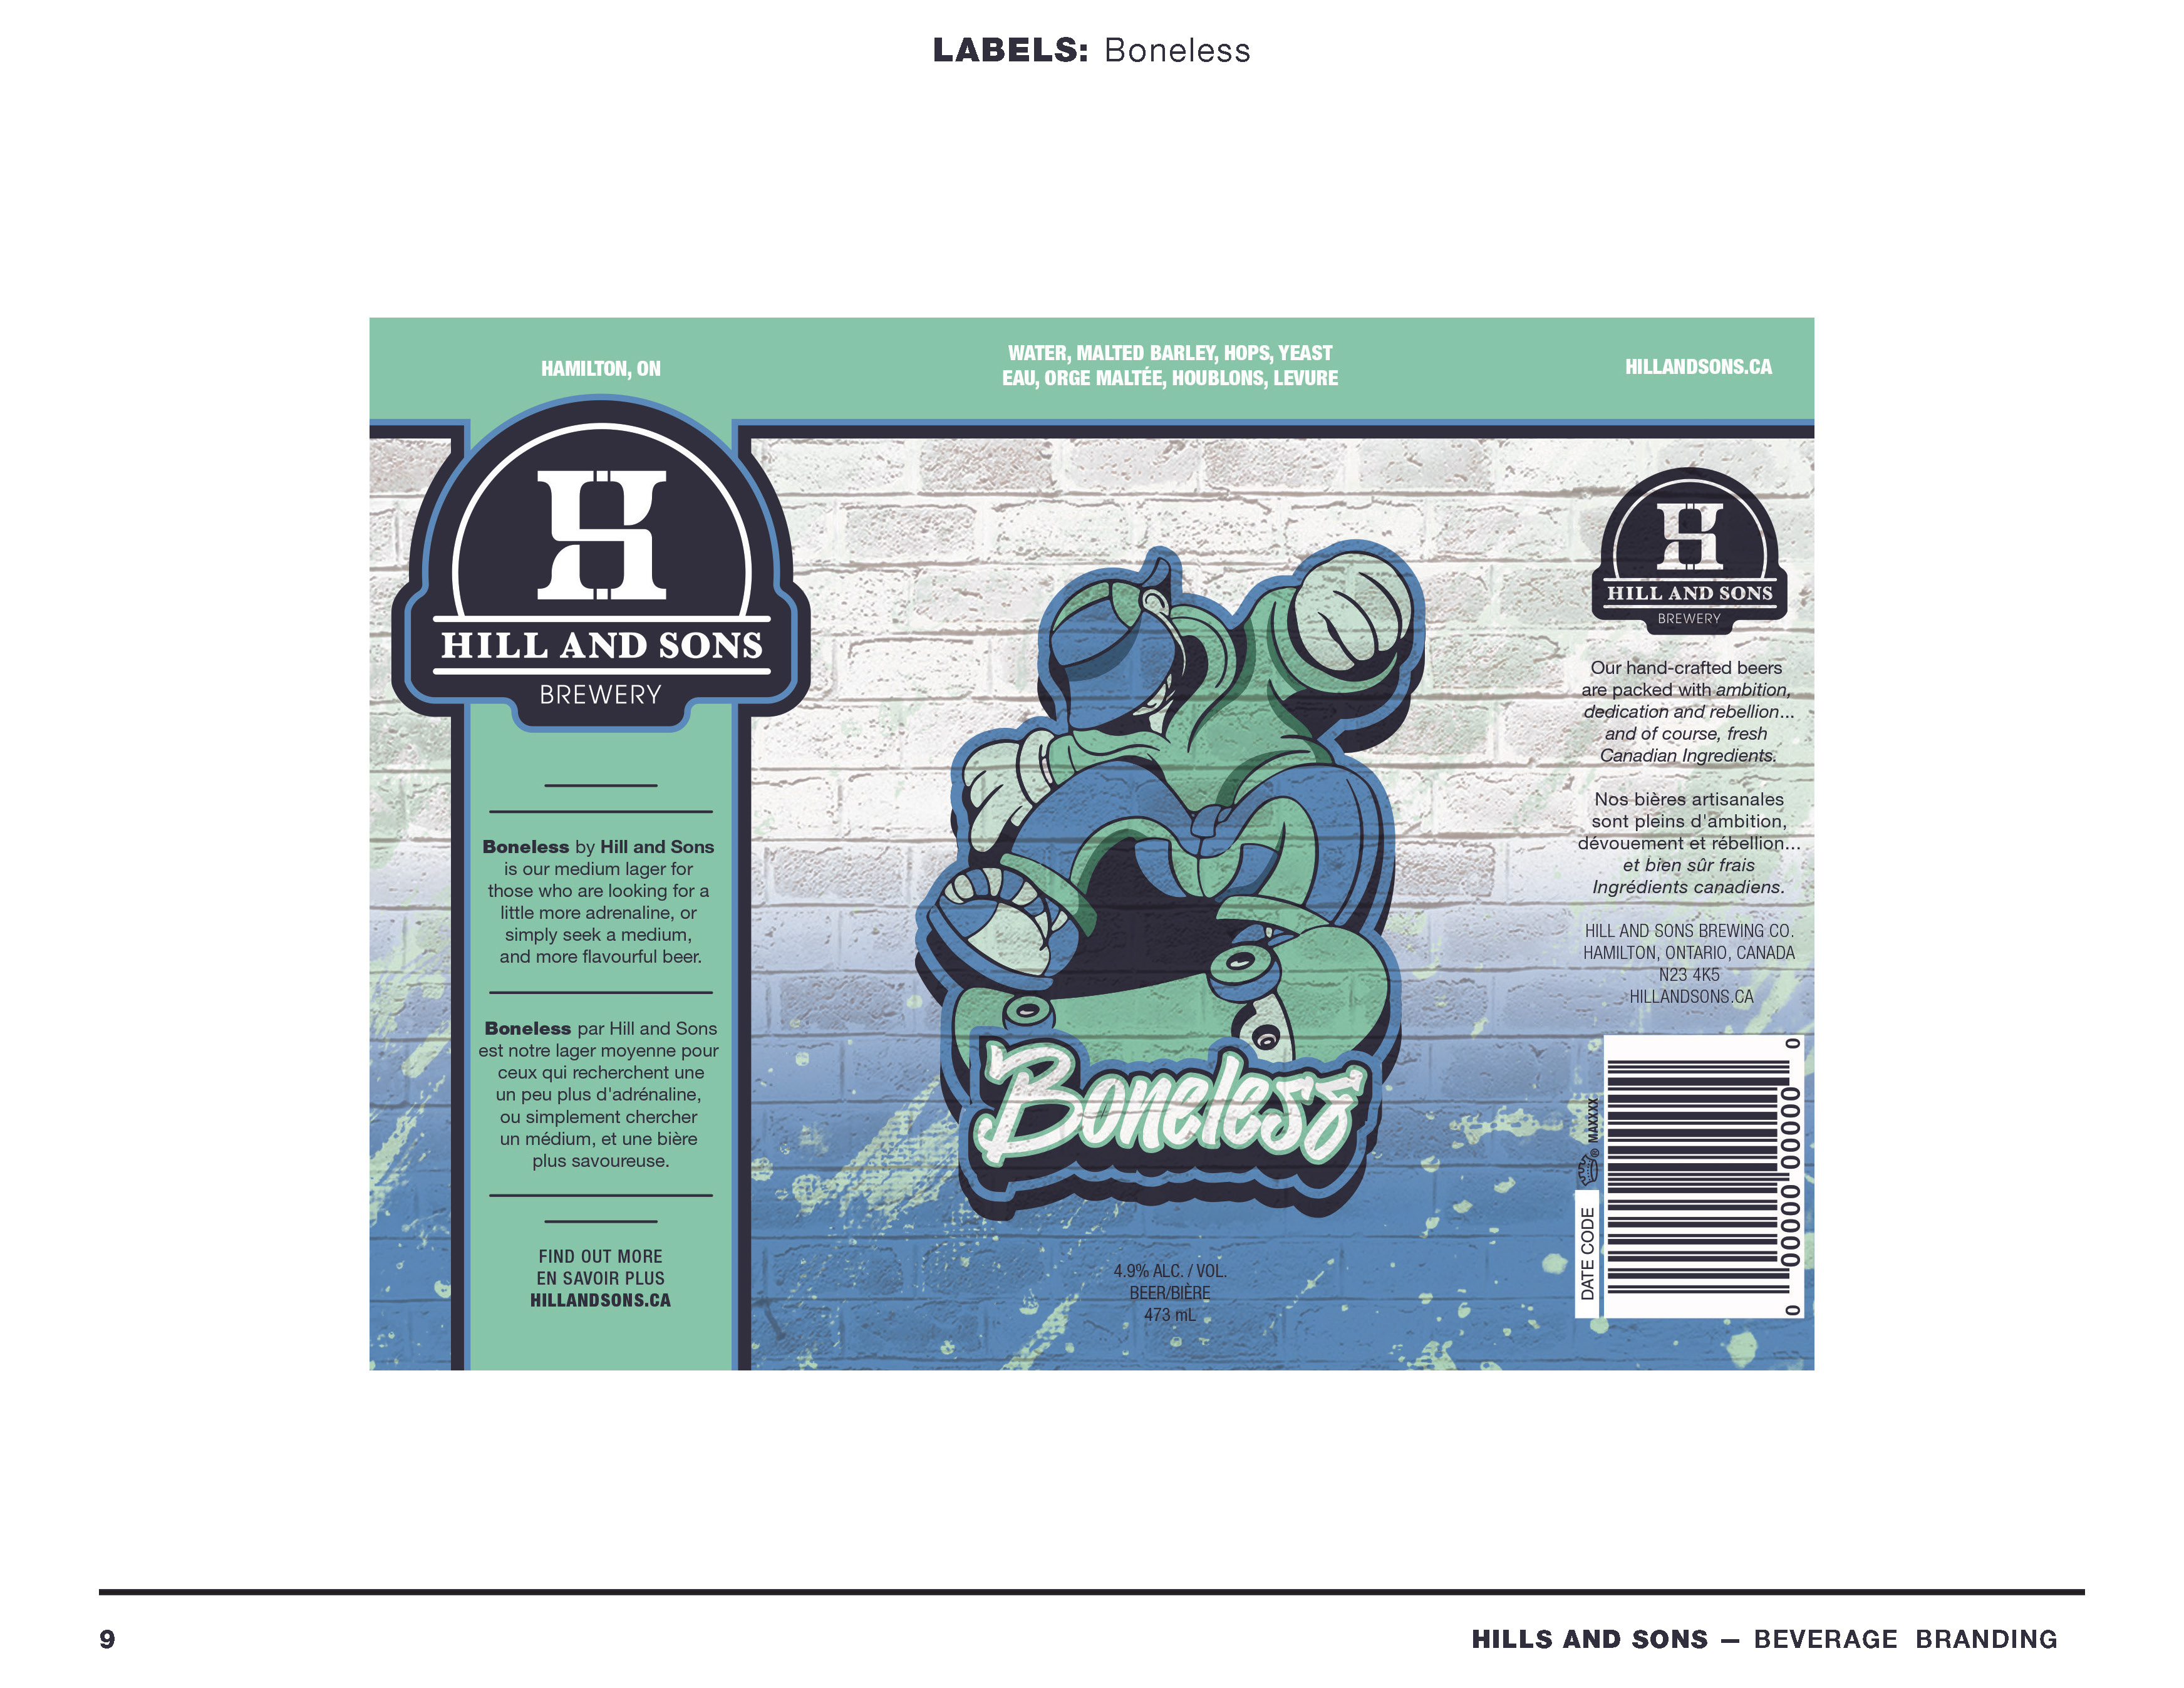 LABELS: Boneless
HAMILTON, ON
WATER, MALTED BARLEY, HOPS, YEAST
EAU, ORGE MALTÉE, HOUBLONS, LEVURE
HILLANDSONS.CA
H
HILL AND SONS
BREWERY
Boneless by Hill and Sons
is our medium lager for
those who are looking for a
little more adrenaline, or
simply seek a medium,
and more flavourful beer.
Boneless par Hill and Sons
est notre lager moyenne pour
ceux qui recherchent une
un peu plus d'adrénaline,
ou simplement chercher
un médium, et une bière
plus savoureuse.
FIND OUT MORE
EN SAVOIR PLUS
HILLANDSONS.CA
Boneless
4.9% ALC. / VOL.
BEER/BIÈRE
473 mL
H
HILL AND SONS
BREWERY
Our hand-crafted beers
are packed with ambition,
dedication and rebellion...
and of course, fresh
Canadian Ingredients.
Nos bières artisanales
sont pleins d'ambition,
dévouement et rébellion...
et bien sûr frais
Ingrédients canadiens.
HILL AND SONS BREWING CO.
HAMILTON, ONTARIO, CANADA
N23 4K5
HILLANDSONS.CA
DATE CODE
® MAXXXX
0 00000 00000 0
9
HILLS AND SONS — BEVERAGE BRANDING